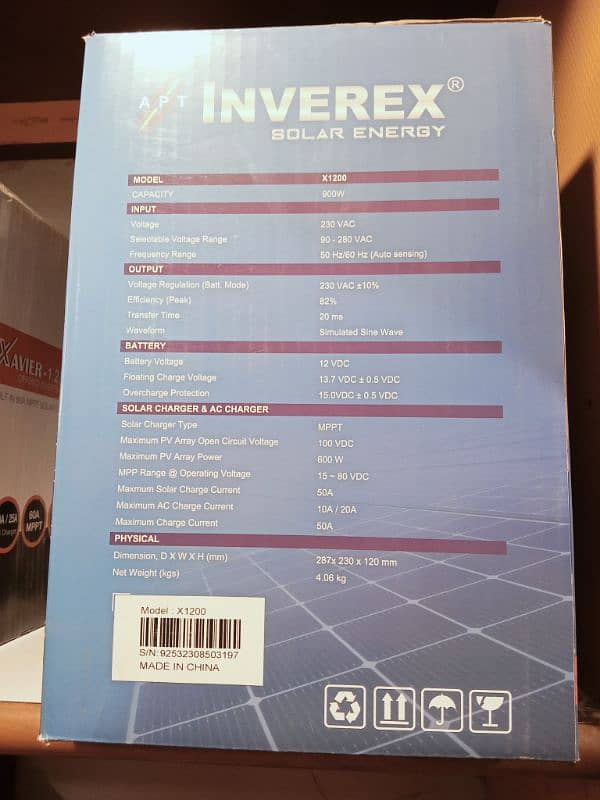 APT INVEREX®
SOLAR ENERGY
MODEL X1200
CAPACITY 900W
INPUT
Voltage 230 VAC
Selectable Voltage Range 90 - 280 VAC
Frequency Range 50 Hz/60 Hz (Auto sensing)
OUTPUT
Voltage Regulation (Batt. Mode) 230 VAC ±10%
Efficiency (Peak) 82%
Transfer Time 20 ms
Waveform Simulated Sine Wave
BATTERY
Battery Voltage 12 VDC
Floating Charge Voltage 13.7 VDC ± 0.5 VDC
Overcharge Protection 15.0VDC ± 0.5 VDC
SOLAR CHARGER & AC CHARGER
Solar Charger Type MPPT
Maximum PV Array Open Circuit Voltage 100 VDC
Maximum PV Array Power 600 W
MPP Range @ Operating Voltage 15 ~ 80 VDC
Maxmum Solar Charge Current 50A
Maximum AC Charge Current 10A / 20A
Maximum Charge Current 50A
PHYSICAL
Dimension, D X W X H (mm) 287x 230 x 120 mm
Net Weight (kgs) 4.06 kg
Model : X1200
S/N:92532308503197
MADE IN CHINA
XAVIER-1.2
60A
MPPT